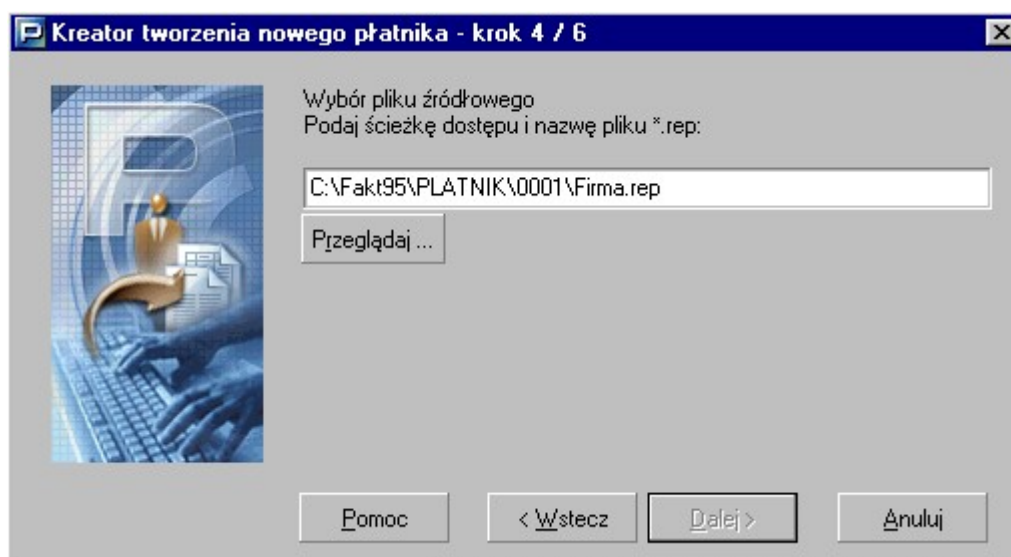 Kreator tworzenia nowego płatnika - krok 4 / 6
Wybór pliku źródłowego
Podaj ścieżkę dostępu i nazwę pliku *.rep:
C:\Fakt95\PLATNIK\0001\Firma.rep
Przeglądaj ...
Pomoc
< Wstecz
Dalej >
Anuluj